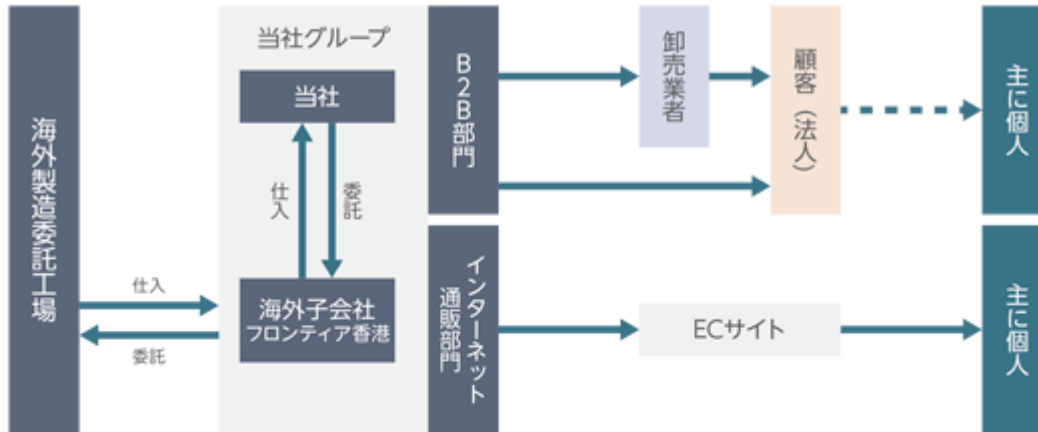 海外製造委託工場
仕入
委託
当社グループ
当社
仕入
委託
海外子会社
フロンティア香港
B2B部門
卸売業者
顧客（法人）
主に個人
インターネット
通販部門
ECサイト
主に個人